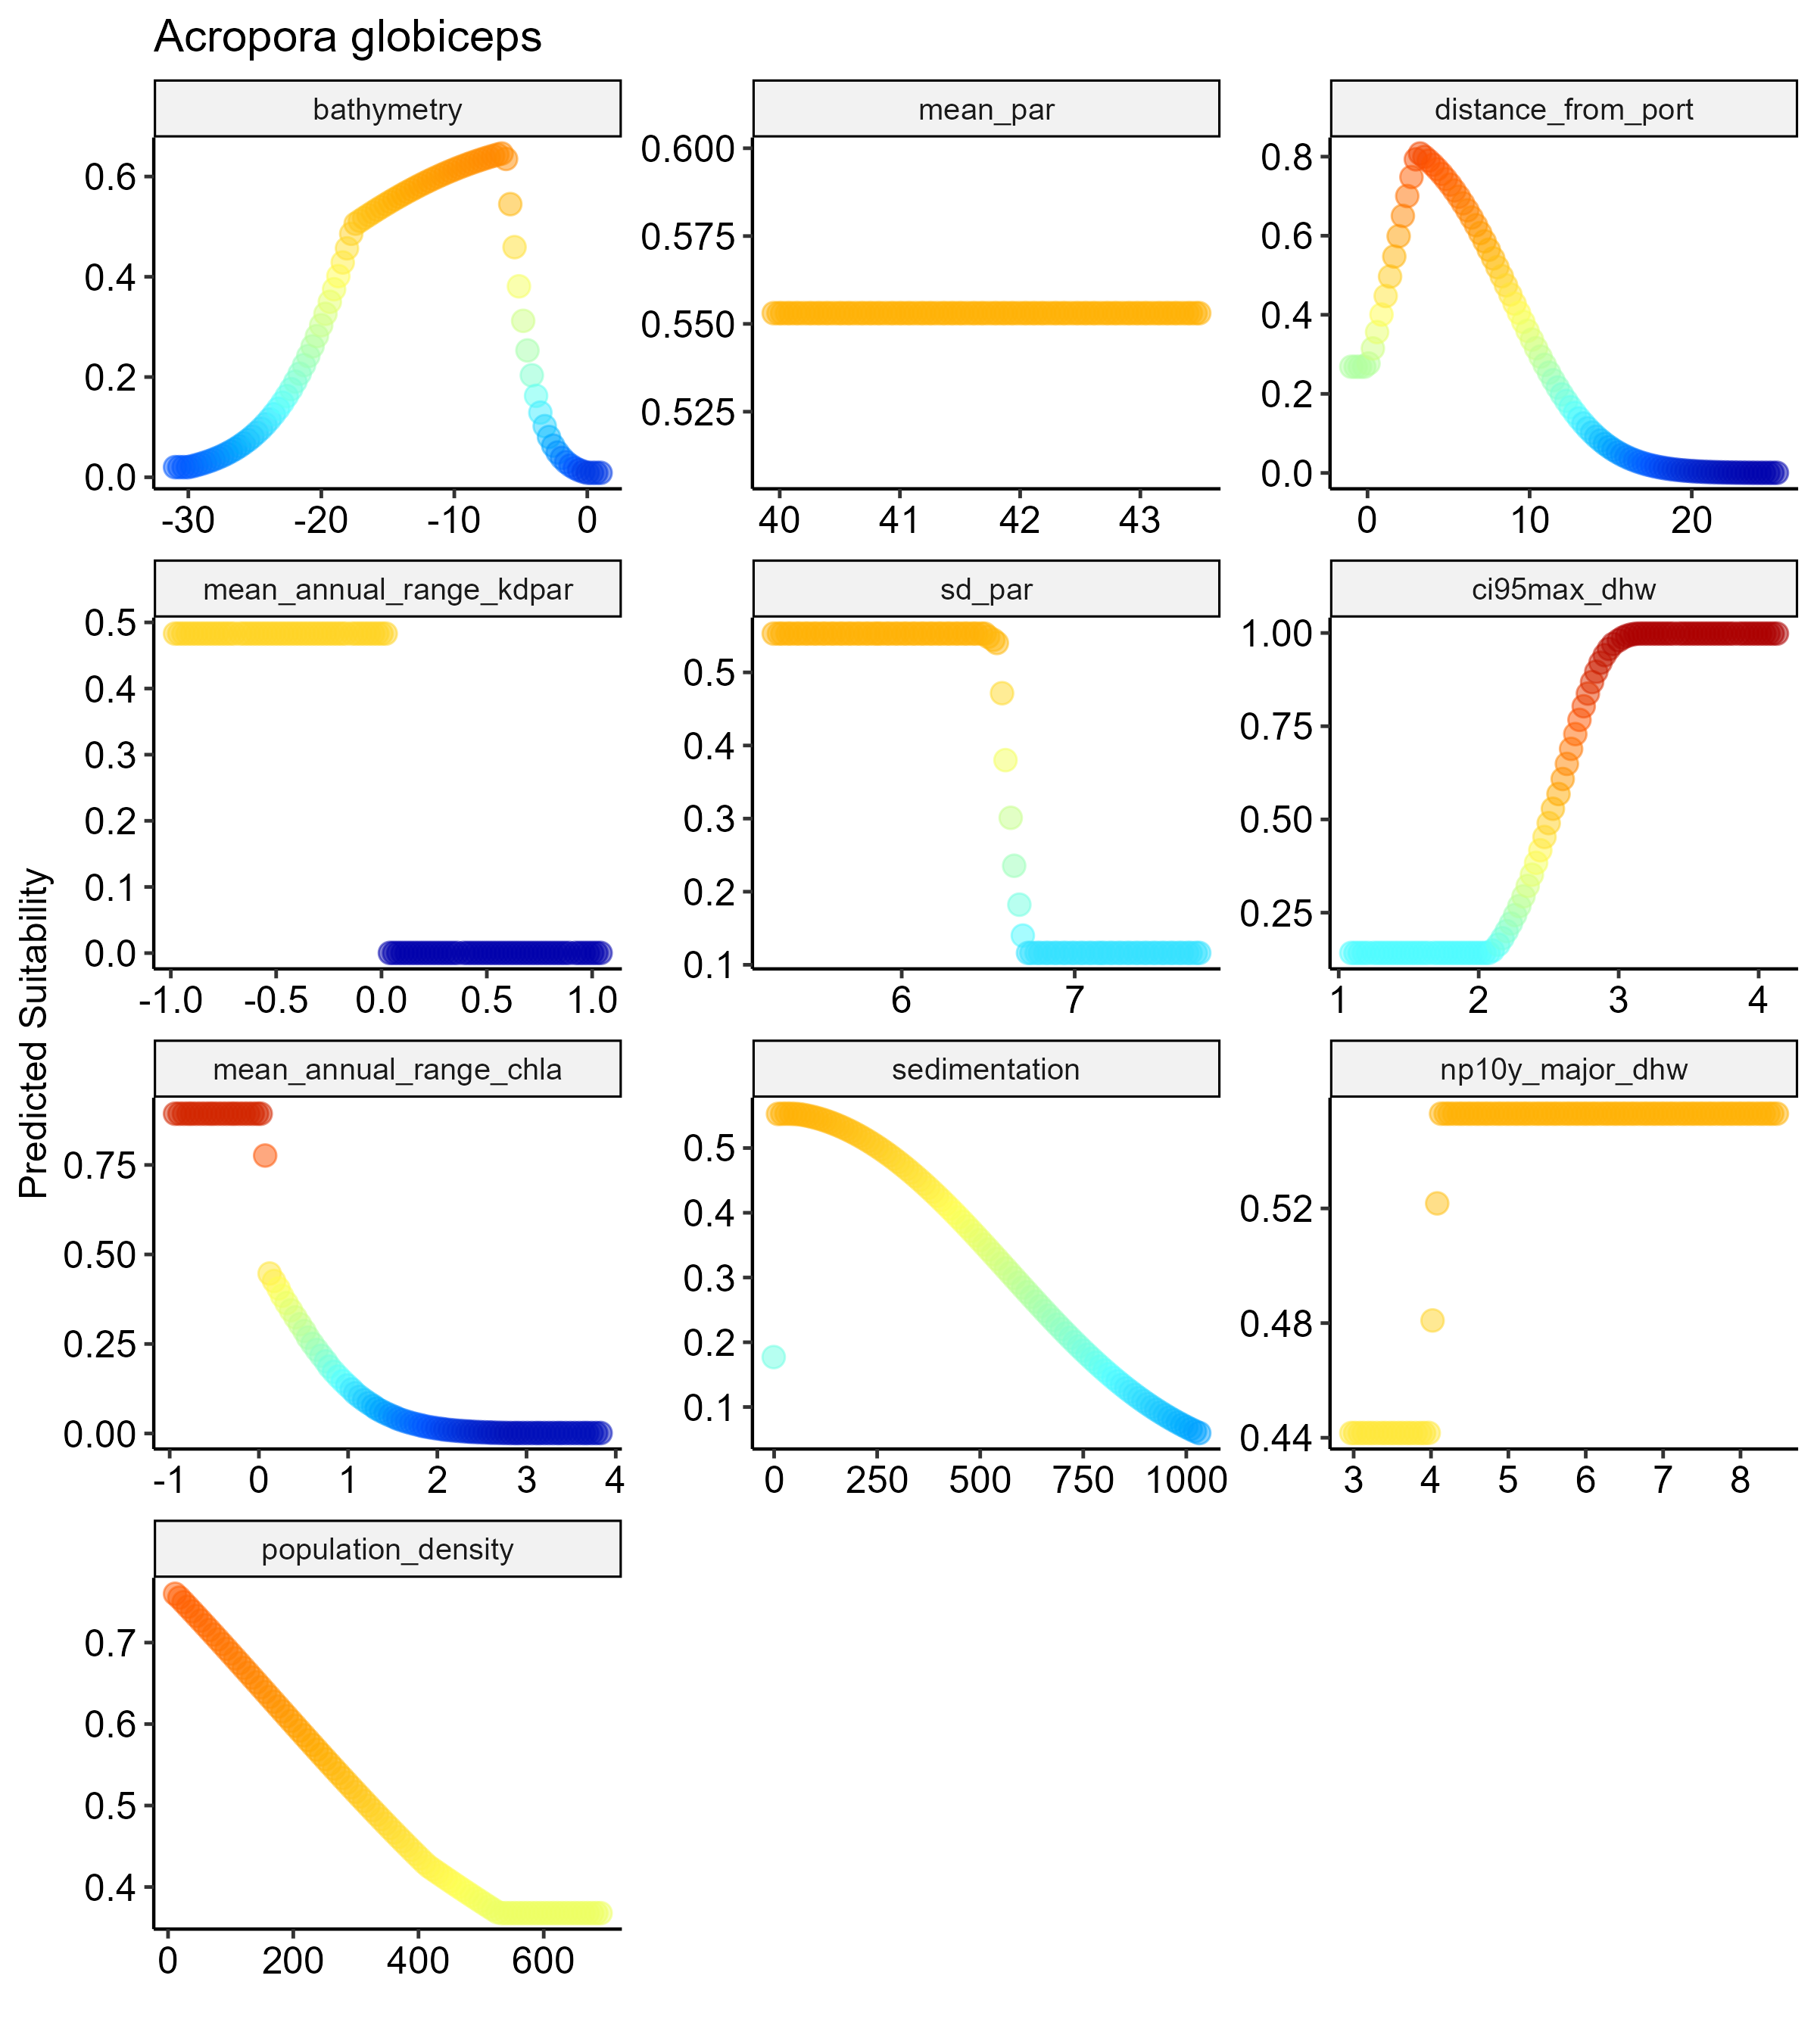 Acropora globiceps
bathymetry
mean_par
distance_from_port
0.6
0.4
0.2
0.0
0.600
0.575
0.550
0.525
0.8
0.6
0.4
0.2
0.0
-30 -20 -10 0
40 41 42 43
0 10 20
mean_annual_range_kdpar
sd_par
ci95max_dhw
0.5
0.4
0.3
0.2
0.1
0.0
0.5
0.4
0.3
0.2
0.1
1.00
0.75
0.50
0.25
-1.0 -0.5 0.0 0.5 1.0
6 7
1 2 3 4
Predicted Suitability
mean_annual_range_chla
sedimentation
np10y_major_dhw
0.75
0.50
0.25
0.00
0.5
0.4
0.3
0.2
0.1
0.52
0.48
0.44
-1 0 1 2 3 4
0 250 500 750 1000
3 4 5 6 7 8
population_density
0.7
0.6
0.5
0.4
0 200 400 600